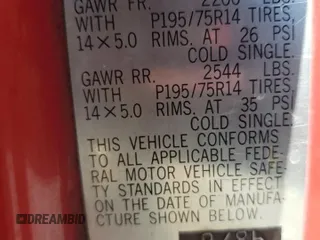 GAWR FR. 2200 LBS.
WITH P195/75R14 TIRES,
14×5.0 RIMS, AT 26 PSI
COLD SINGLE.
GAWR RR. 2544 LBS.
WITH P195/75R14 TIRES,
14×5.0 RIMS, AT 35 PSI
COLD SINGLE.
THIS VEHICLE CONFORMS
TO ALL APPLICABLE FEDE-
RAL MOTOR VEHICLE SAFE-
TY STANDARDS IN EFFECT
ON THE DATE OF MANUFA-
CTURE SHOWN BELOW.
DREAMBID